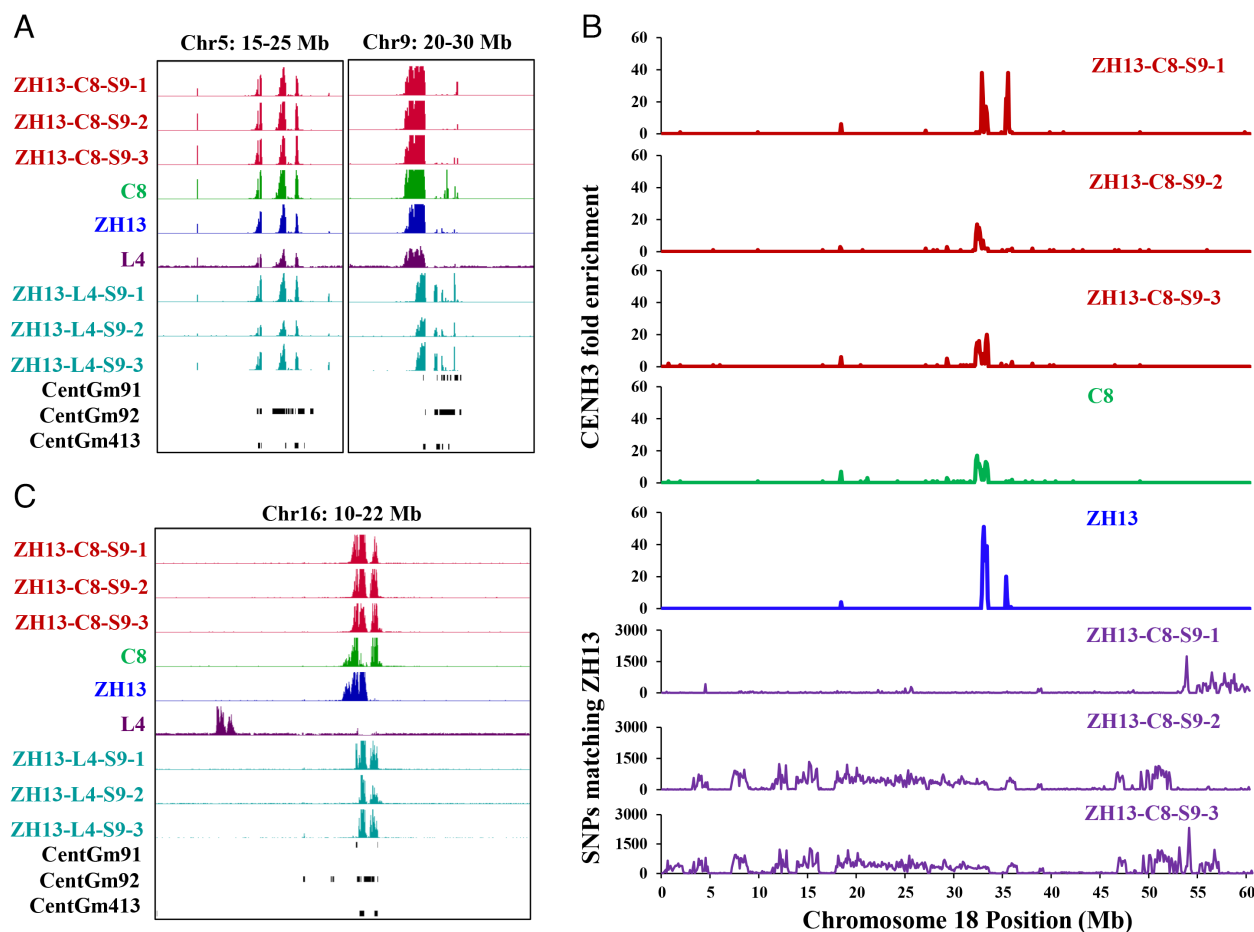 A
Chr5: 15-25 Mb
Chr9: 20-30 Mb
ZH13-C8-S9-1
ZH13-C8-S9-2
ZH13-C8-S9-3
C8
ZH13
L4
ZH13-L4-S9-1
ZH13-L4-S9-2
ZH13-L4-S9-3
CentGm91
CentGm92
CentGm413
C
Chr16: 10-22 Mb
ZH13-C8-S9-1
ZH13-C8-S9-2
ZH13-C8-S9-3
C8
ZH13
L4
ZH13-L4-S9-1
ZH13-L4-S9-2
ZH13-L4-S9-3
CentGm91
CentGm92
CentGm413
B
CENH3 fold enrichment
60
40
20
0
ZH13-C8-S9-1
60
40
20
0
ZH13-C8-S9-2
60
40
20
0
ZH13-C8-S9-3
60
40
20
0
C8
60
40
20
0
ZH13
SNPs matching ZH13
3000
1500
0
ZH13-C8-S9-1
3000
1500
0
ZH13-C8-S9-2
3000
1500
0
ZH13-C8-S9-3
0 5 10 15 20 25 30 35 40 45 50 55 60
Chromosome 18 Position (Mb)